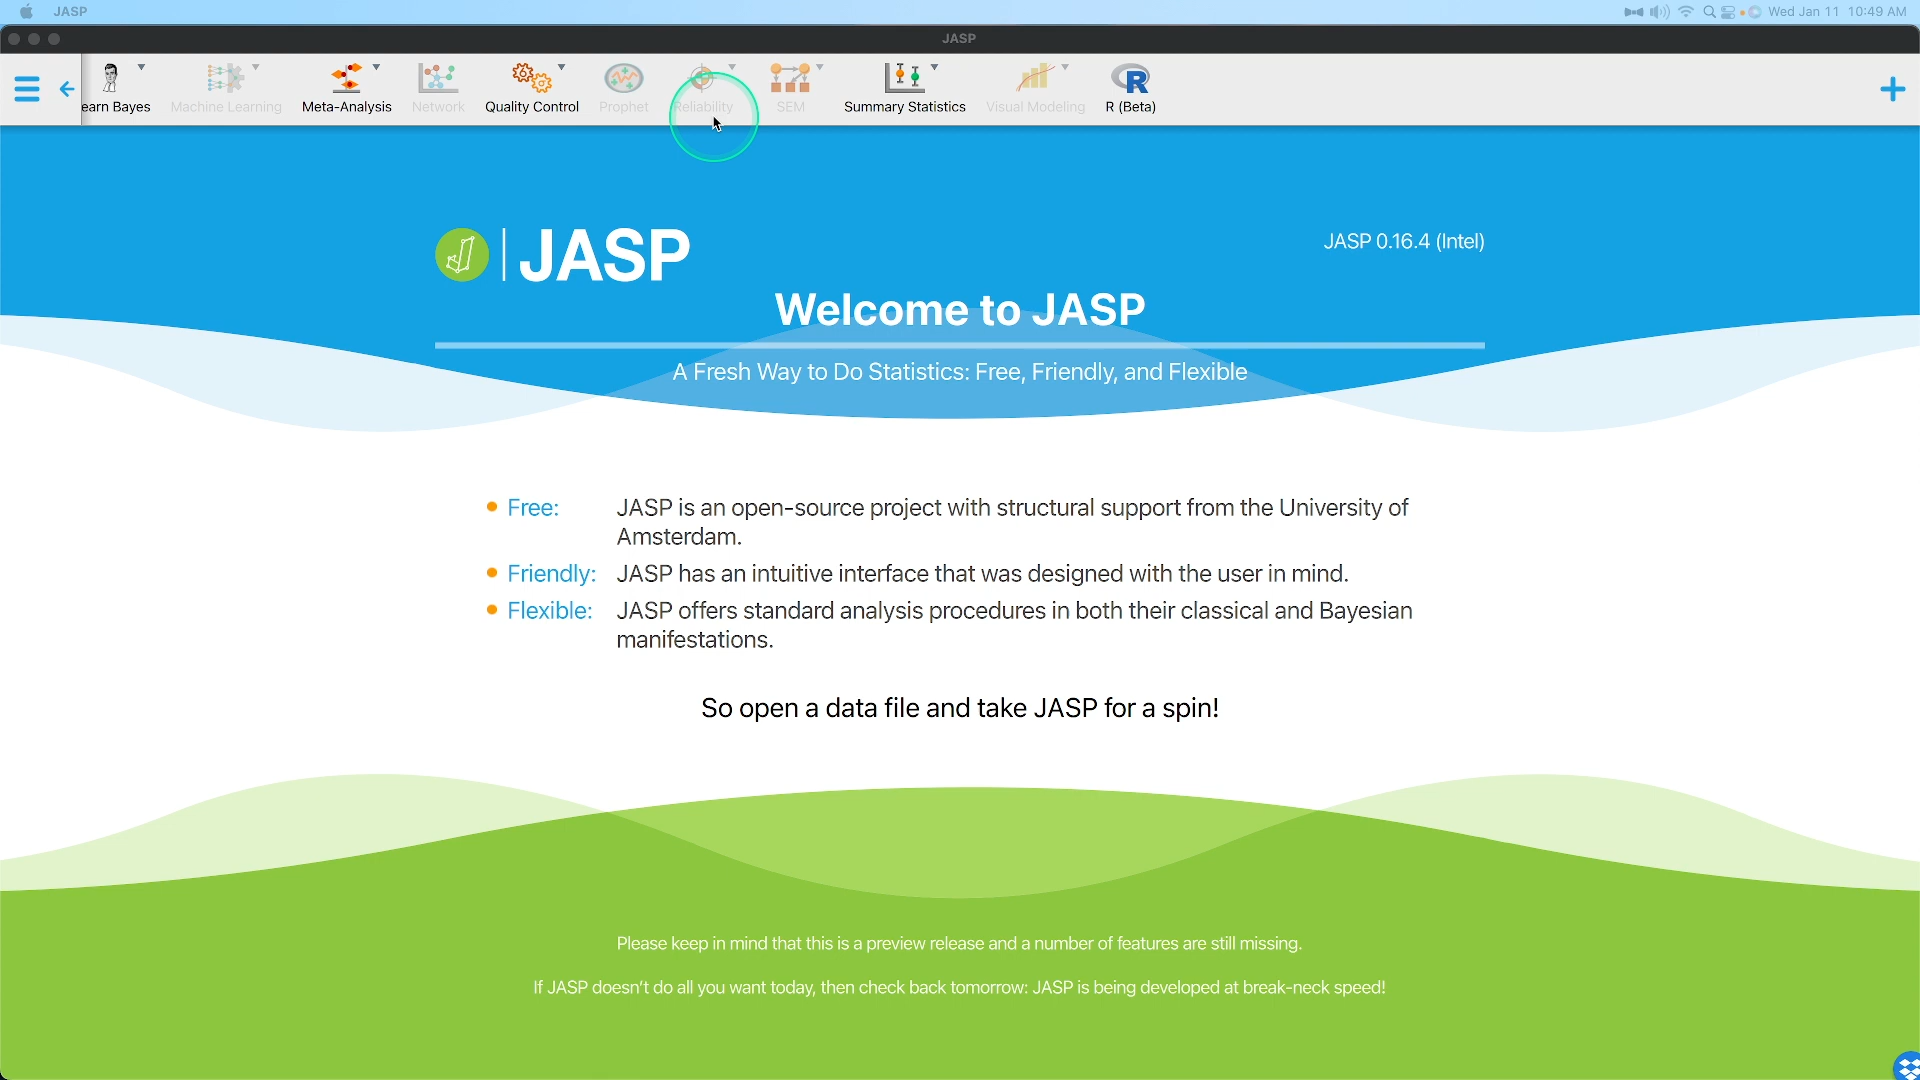 JASP
Wed Jan 11 10:49 AM
JASP
earn Bayes
Machine Learning
Meta-Analysis
Network
Quality Control
Prophet
Reliability
SEM
Summary Statistics
Visual Modeling
R (Beta)
JASP
JASP 0.16.4 (Intel)
Welcome to JASP
A Fresh Way to Do Statistics: Free, Friendly, and Flexible
Free: JASP is an open-source project with structural support from the University of
Amsterdam.
Friendly: JASP has an intuitive interface that was designed with the user in mind.
Flexible: JASP offers standard analysis procedures in both their classical and Bayesian
manifestations.
So open a data file and take JASP for a spin!
Please keep in mind that this is a preview release and a number of features are still missing.
If JASP doesn't do all you want today, then check back tomorrow: JASP is being developed at break-neck speed!